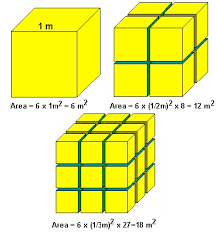 1 m
Area = 6 x 1m² = 6 m²
Area = 6 x (1/2m)² x 8 = 12 m²
Area = 6 x (1/3m)² x 27=18 m²